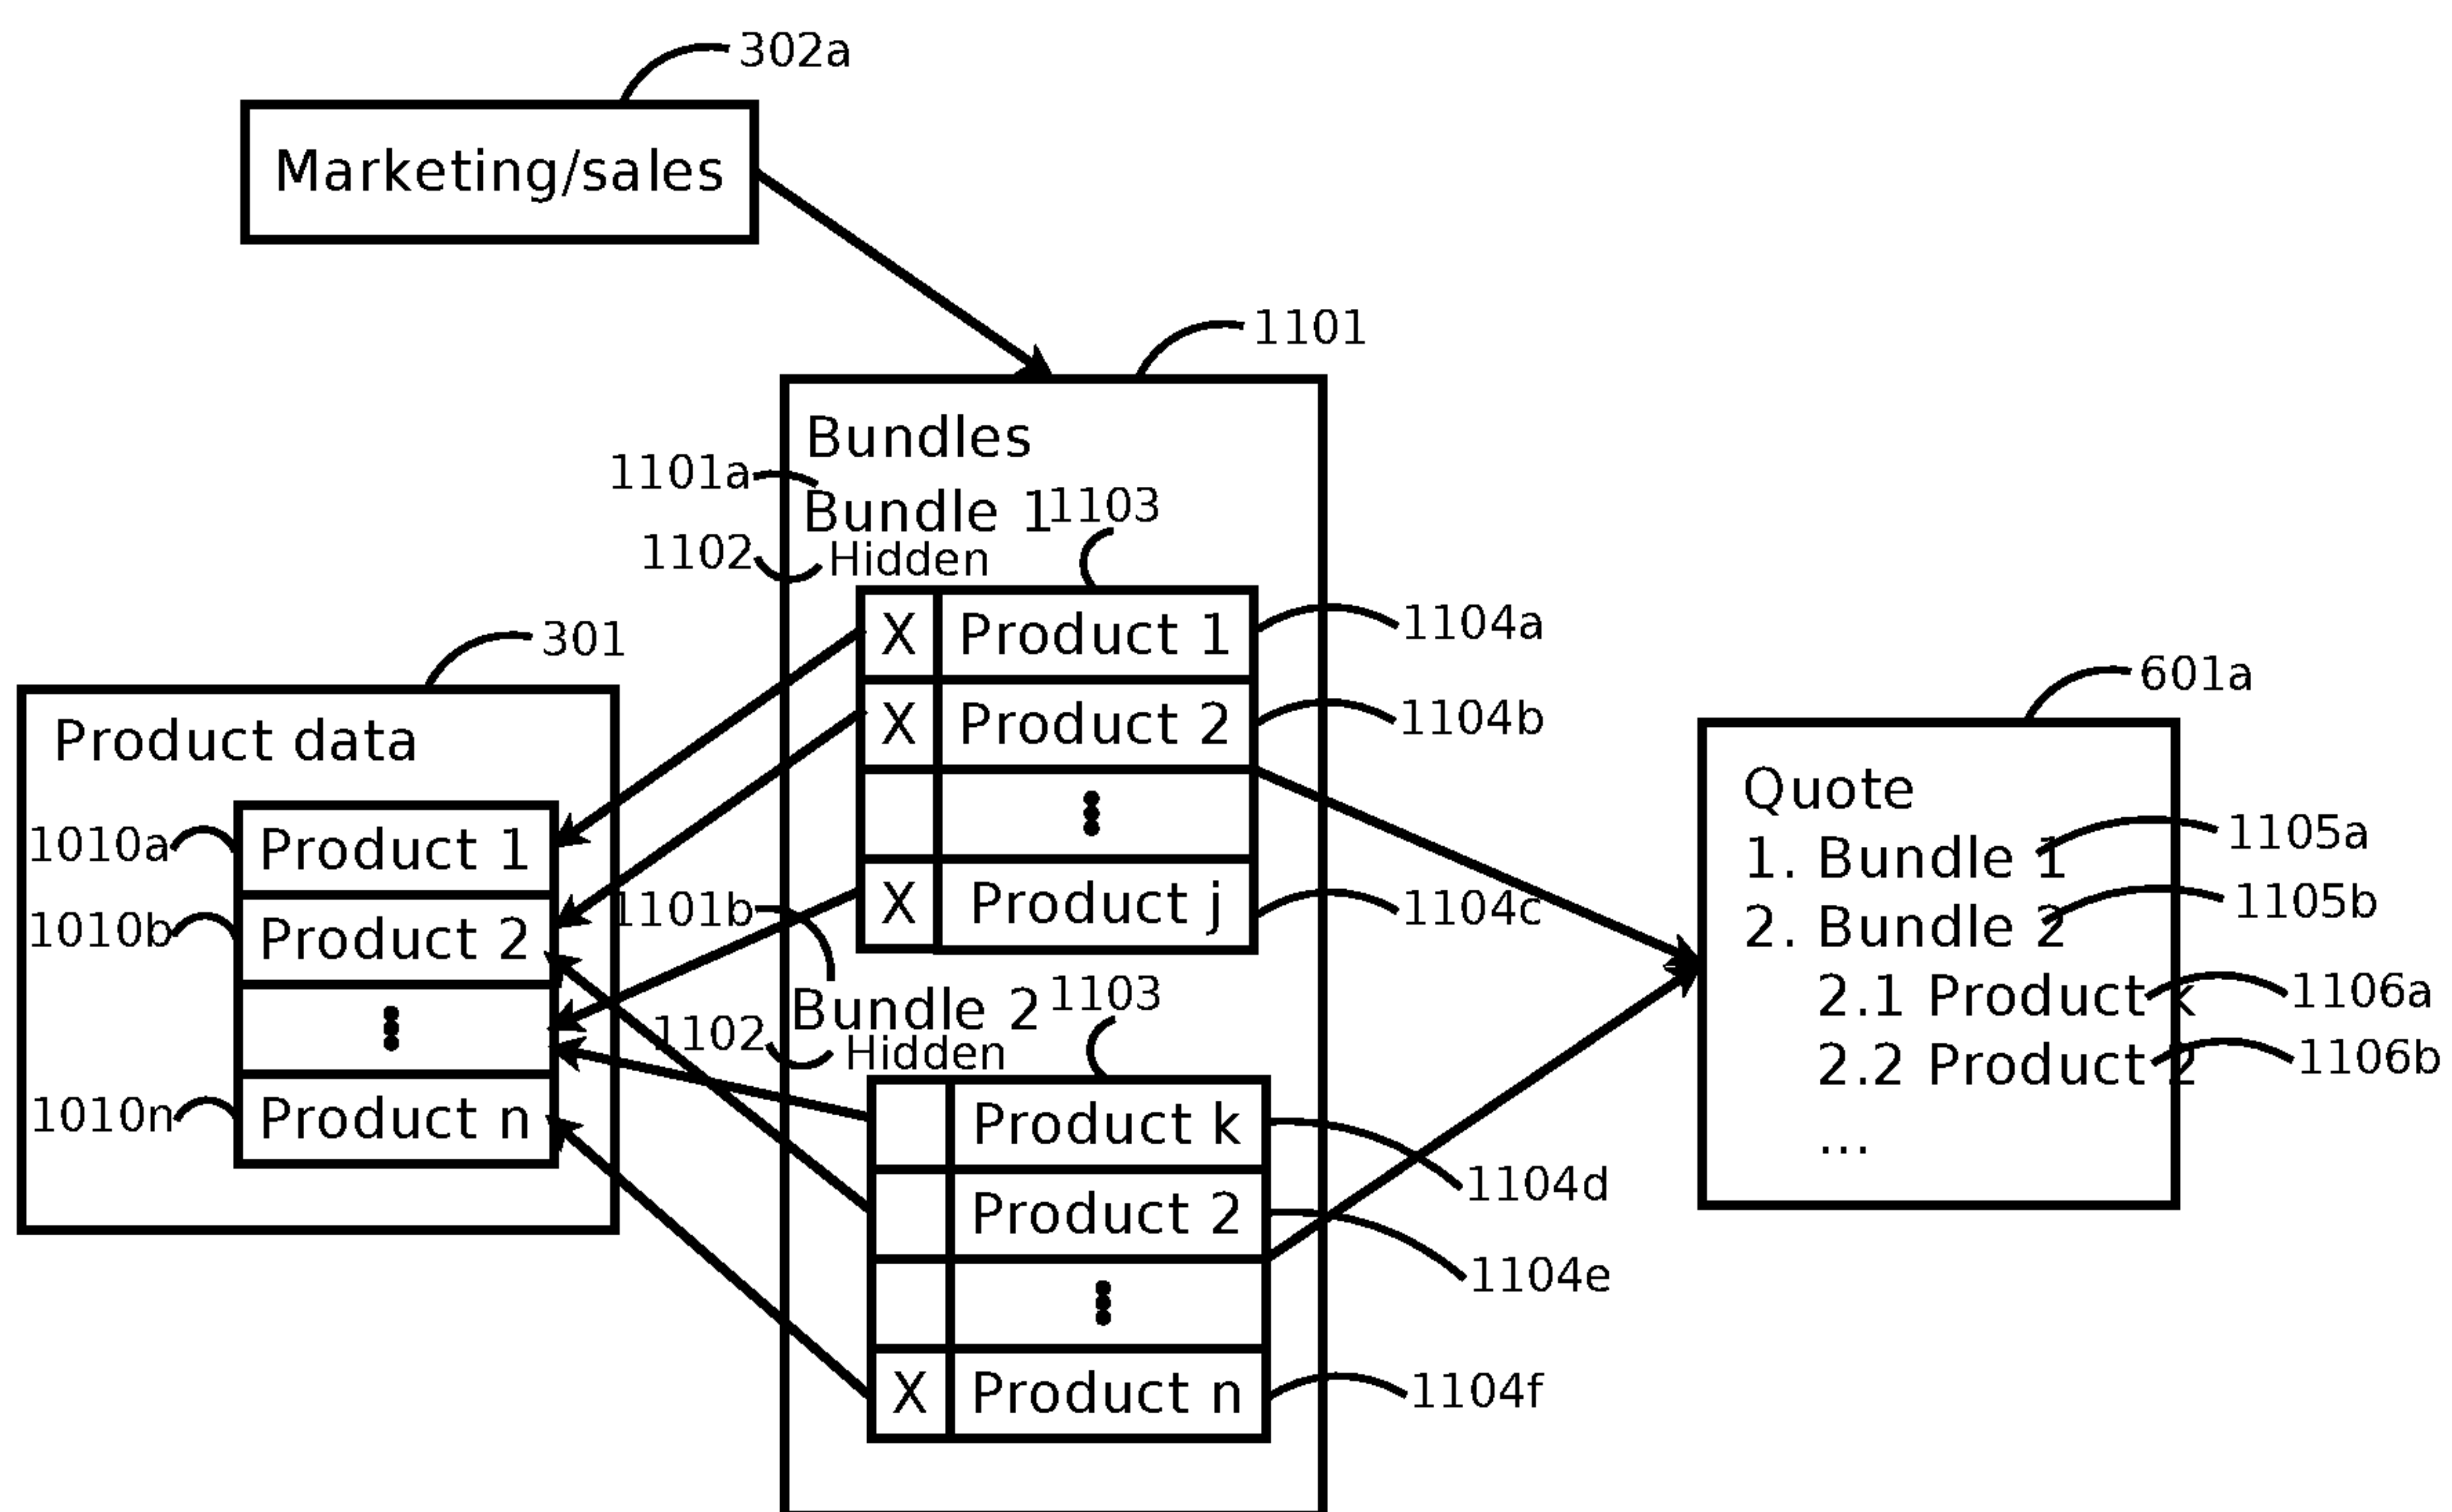 302a
Marketing/sales
1101
Bundles
1101a
Bundle 1
1103
1102
Hidden
X Product 1
1104a
X Product 2
1104b
X Product j
1104c
301
Product data
1010a
Product 1
1010b
Product 2
1010n
Product n
1101b
Bundle 2
1103
1102
Hidden
Product k
1104d
Product 2
1104e
X Product n
1104f
601a
Quote
1. Bundle 1
1105a
2. Bundle 2
1105b
2.1 Product k
1106a
2.2 Product 2
1106b
...